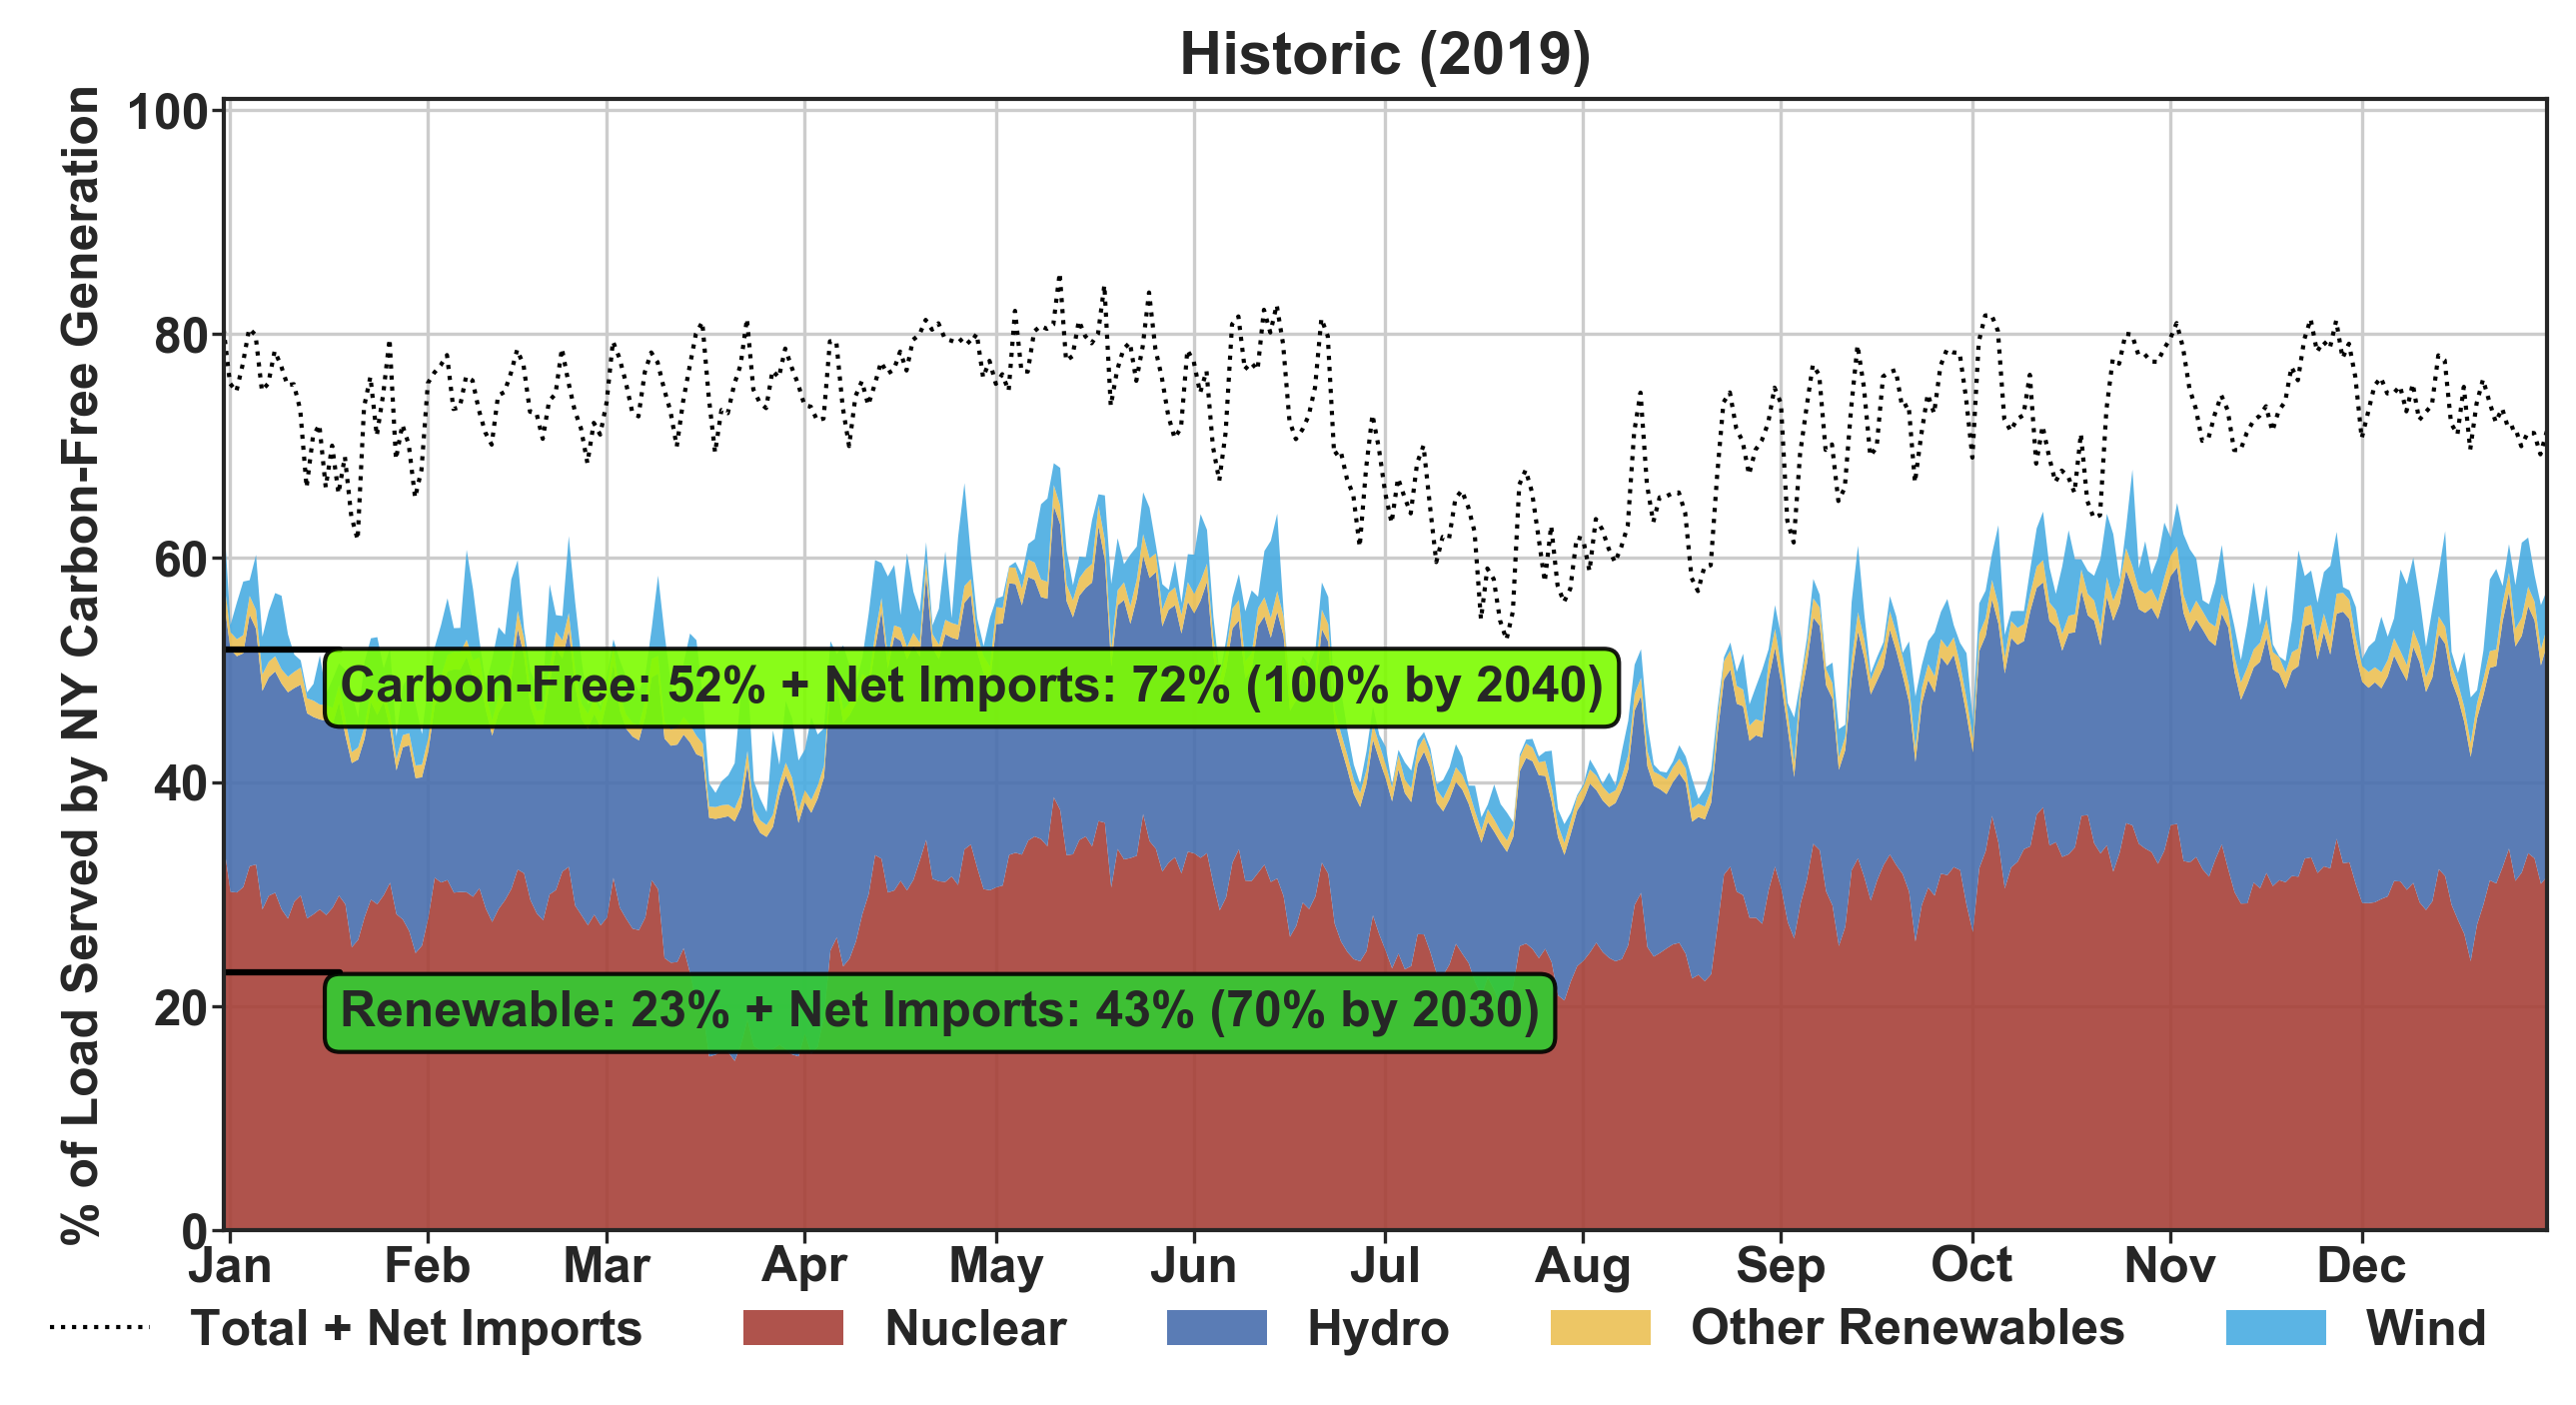 Historic (2019)
% of Load Served by NY Carbon-Free Generation
100
80
60
40
20
0
Carbon-Free: 52% + Net Imports: 72% (100% by 2040)
Renewable: 23% + Net Imports: 43% (70% by 2030)
Jan Feb Mar Apr May Jun Jul Aug Sep Oct Nov Dec
Total + Net Imports Nuclear Hydro Other Renewables Wind